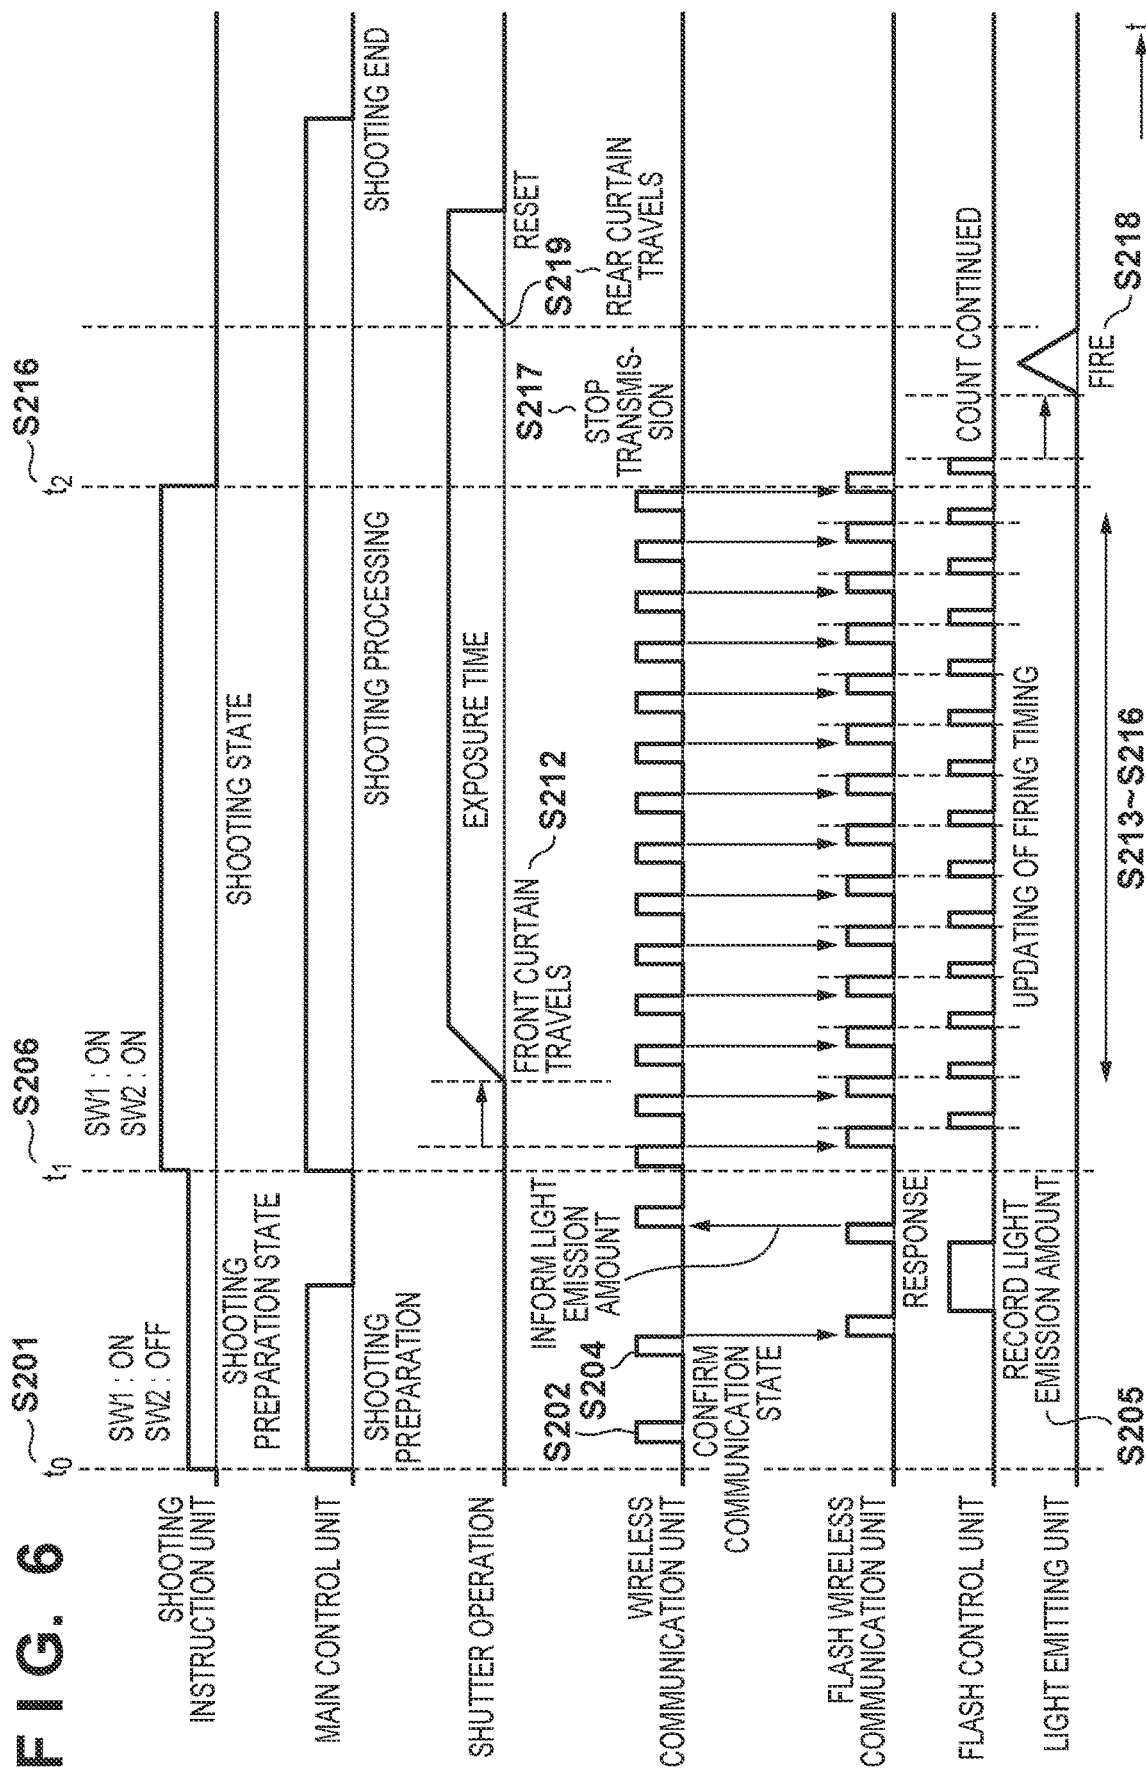 FIG. 6
S201
S206
S216
t0
t1
t2
SHOOTING
INSTRUCTION UNIT
SW1 : ON
SW2 : OFF
SW1 : ON
SW2 : ON
SHOOTING
PREPARATION STATE
SHOOTING STATE
MAIN CONTROL UNIT
SHOOTING
PREPARATION
SHOOTING PROCESSING
SHOOTING END
SHUTTER OPERATION
EXPOSURE TIME
RESET
FRONT CURTAIN
TRAVELS
S212
S217
STOP
TRANSMIS-
SION
S219
REAR CURTAIN
TRAVELS
WIRELESS
COMMUNICATION UNIT
S202
S204
INFORM LIGHT
EMISSION
AMOUNT
CONFIRM
COMMUNICATION
STATE
FLASH WIRELESS
COMMUNICATION UNIT
RESPONSE
FLASH CONTROL UNIT
COUNT CONTINUED
RECORD LIGHT
EMISSION AMOUNT
UPDATING OF FIRING TIMING
LIGHT EMITTING UNIT
FIRE
S218
S205
S213~S216
t